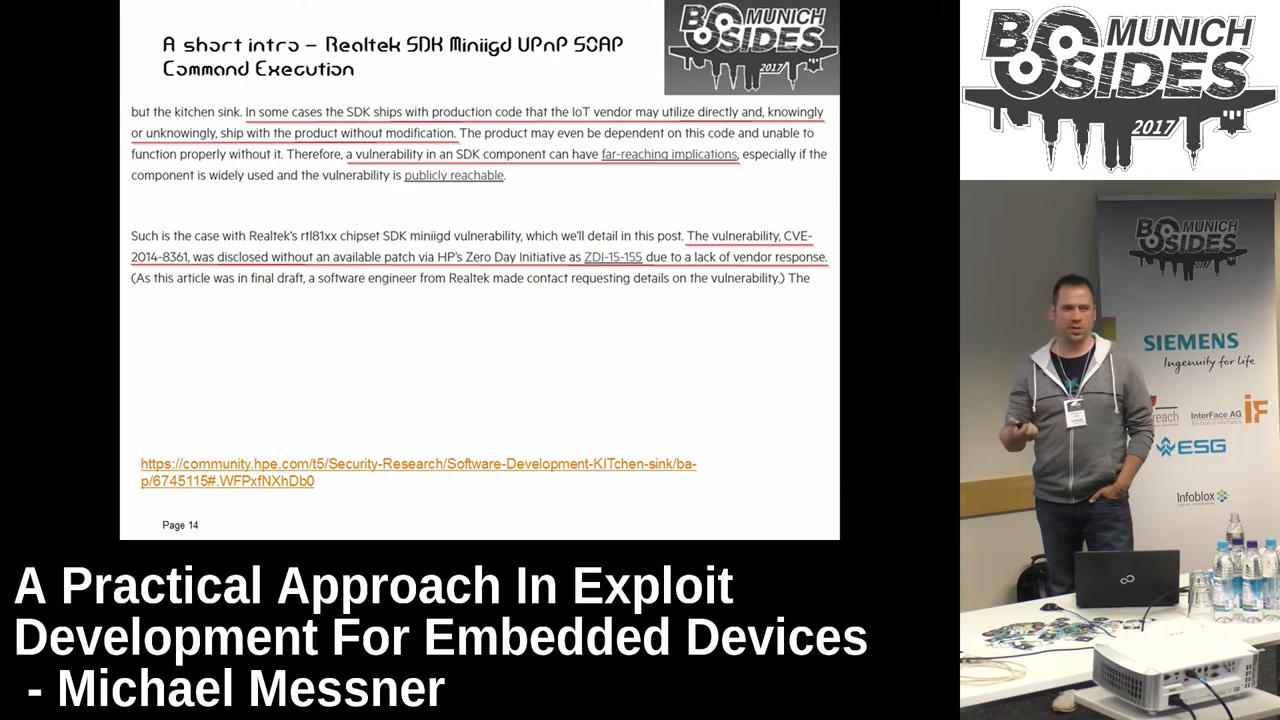 A short intro – Realtek SDK Miniigd UPnP SOAP
Command Execution
BSIDES MUNICH
2017
but the kitchen sink. In some cases the SDK ships with production code that the IoT vendor may utilize directly and, knowingly
or unknowingly, ship with the product without modification. The product may even be dependent on this code and unable to
function properly without it. Therefore, a vulnerability in an SDK component can have far-reaching implications, especially if the
component is widely used and the vulnerability is publicly reachable.
Such is the case with Realtek's rtl81xx chipset SDK miniigd vulnerability, which we'll detail in this post. The vulnerability, CVE-
2014-8361, was disclosed without an available patch via HP's Zero Day Initiative as ZDI-15-155 due to a lack of vendor response.
(As this article was in final draft, a software engineer from Realtek made contact requesting details on the vulnerability.) The
https://community.hpe.com/t5/Security-Research/Software-Development-KITchen-sink/ba-
p/6745115#.WFPxfNXhDb0
Page 14
BSIDES MUNICH
2017
BSIDES MUNICH
2017
SIEMENS
Ingenuity for life
reach
InterFace AG
the face of informatics
iF
ESG
Infoblox
A Practical Approach In Exploit
Development For Embedded Devices
- Michael Messner